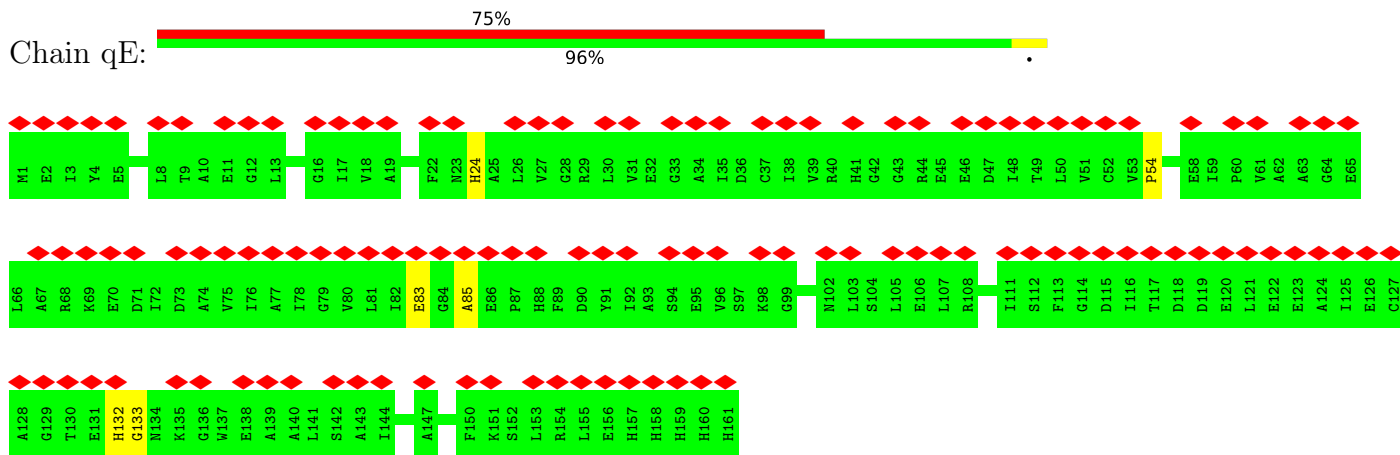 75%
Chain qE:
96%
.
M1 E2 I3 Y4 E5 L8 T9 A10 E11 G12 L13 G16 I17 V18 A19 F22 N23 H24 A25 L26 V27 G28 R29 L30 V31 E32 G33 A34 I35 D36 C37 I38 V39 R40 H41 G42 G43 R44 E45 E46 D47 I48 T49 L50 V51 C52 V53 P54 E58 I59 P60 V61 A62 A63 G64 E65
L66 A67 R68 K69 E70 D71 I72 D73 A74 V75 I76 A77 I78 G79 V80 L81 I82 E83 G84 A85 E86 P87 H88 F89 D90 Y91 I92 A93 S94 E95 V96 S97 K98 G99 N102 L103 S104 L105 E106 L107 R108 I111 S112 F113 G114 D115 I116 T117 D118 D119 E120 L121 E122 E123 A124 I125 E126 C127
A128 G129 T130 E131 H132 G133 N134 K135 G136 W137 E138 A139 A140 L141 S142 A143 I144 A147 F150 K151 S152 L153 R154 L155 E156 H157 H158 H159 H160 H161